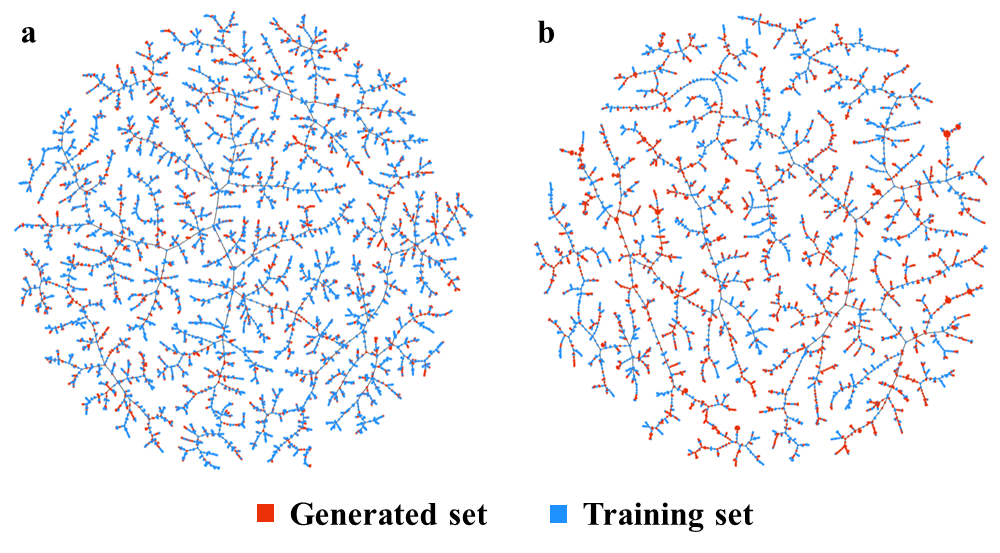 a
b
Generated set
Training set